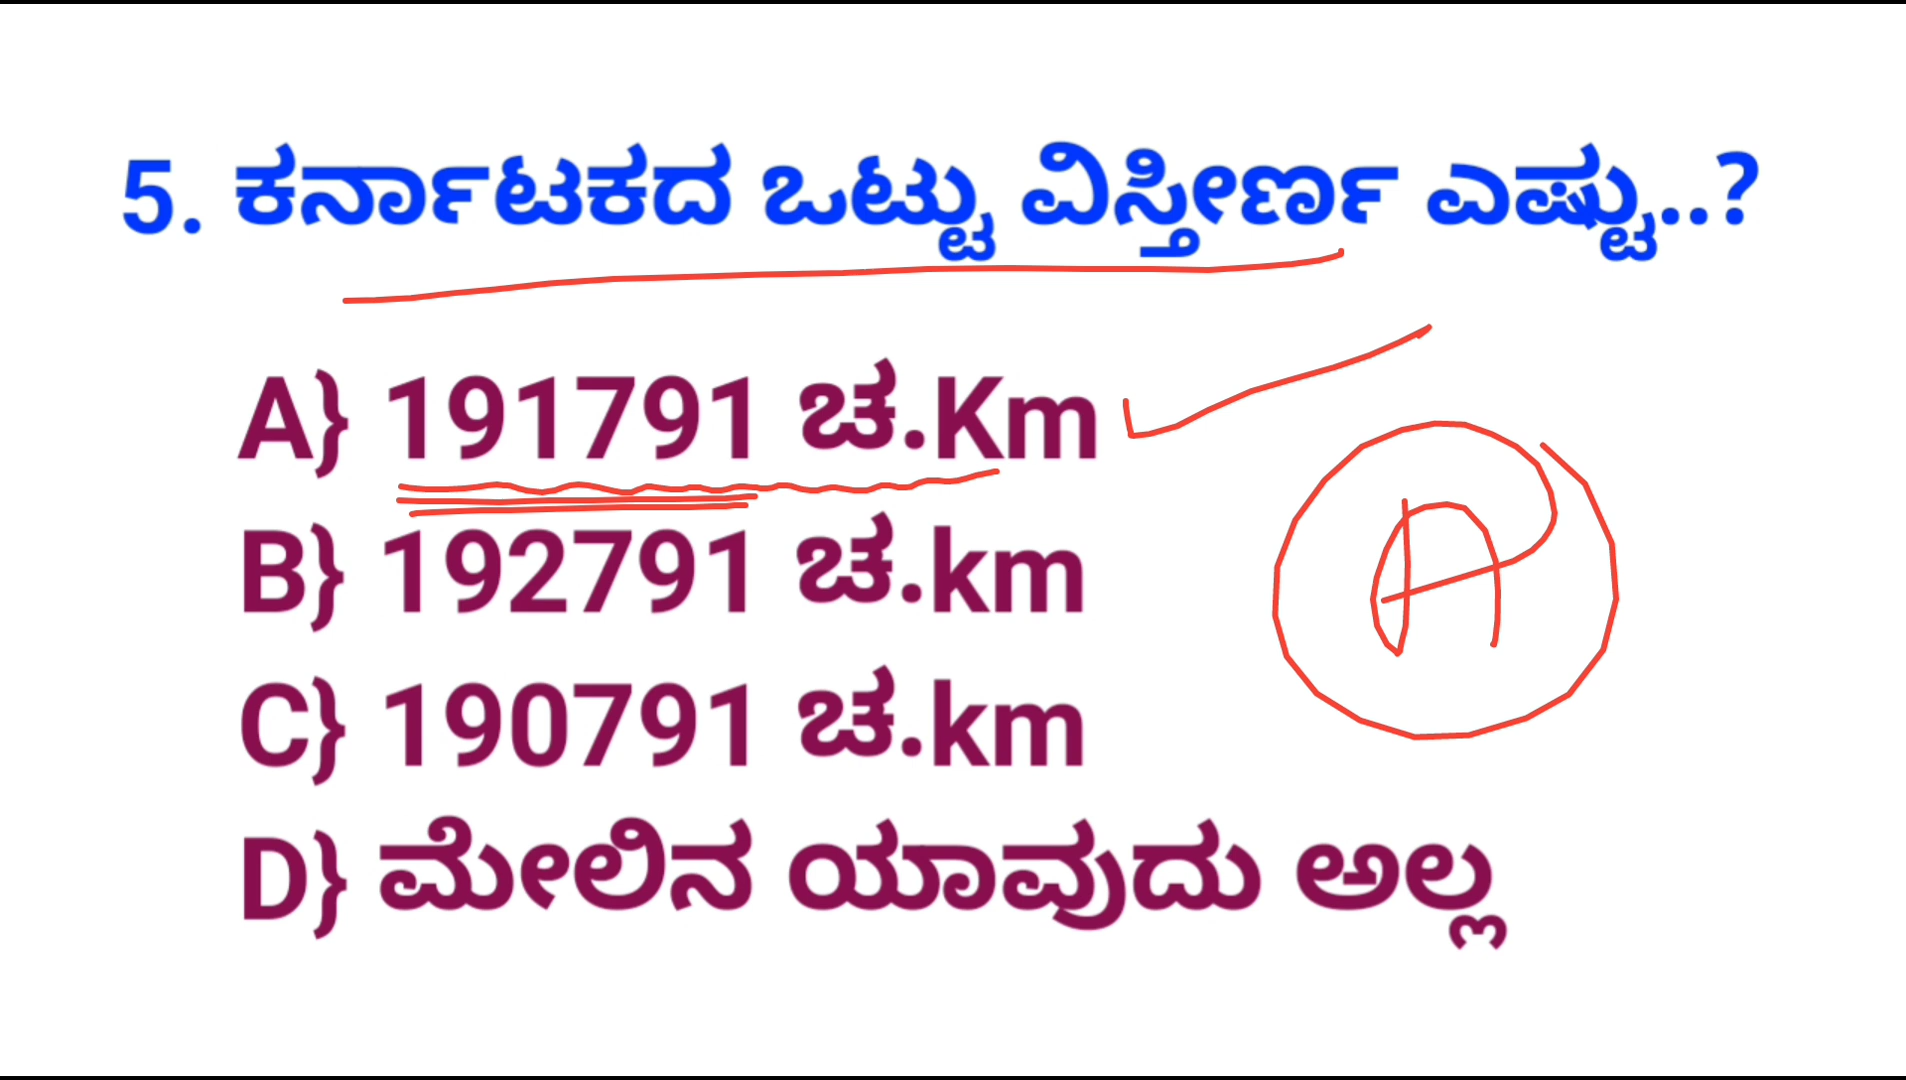 5. ಕರ್ನಾಟಕದ ಒಟ್ಟು ವಿಸ್ತೀರ್ಣ ಎಷ್ಟು..?
A} 191791 ಚ.Km
B} 192791 ಚ.km
C} 190791 ಚ.km
D} ಮೇಲಿನ ಯಾವುದು ಅಲ್ಲ
A